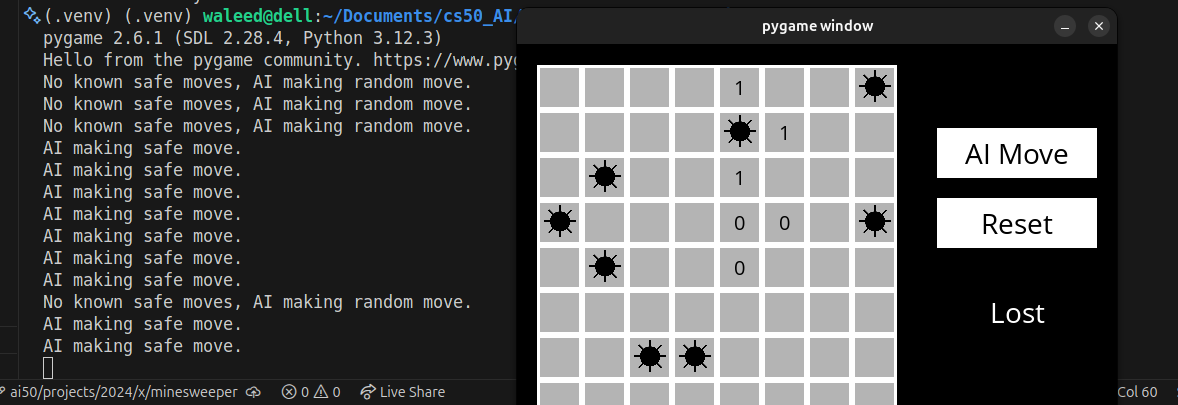 (.venv) (.venv) waleed@dell:~/Documents/cs50_AI/
pygame 2.6.1 (SDL 2.28.4, Python 3.12.3)
Hello from the pygame community. https://www.pyg
No known safe moves, AI making random move.
No known safe moves, AI making random move.
No known safe moves, AI making random move.
AI making safe move.
AI making safe move.
AI making safe move.
AI making safe move.
AI making safe move.
AI making safe move.
AI making safe move.
No known safe moves, AI making random move.
AI making safe move.
AI making safe move.
pygame window
1
1
1
0 0
0
AI Move
Reset
Lost
ai50/projects/2024/x/minesweeper 0 0 Live Share Col 60